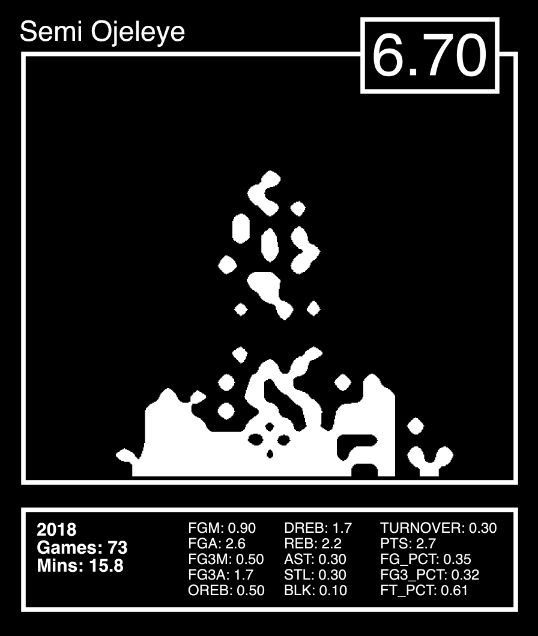 Semi Ojeleye
6.70
2018
Games: 73
Mins: 15.8
FGM: 0.90
FGA: 2.6
FG3M: 0.50
FG3A: 1.7
OREB: 0.50
DREB: 1.7
REB: 2.2
AST: 0.30
STL: 0.30
BLK: 0.10
TURNOVER: 0.30
PTS: 2.7
FG_PCT: 0.35
FG3_PCT: 0.32
FT_PCT: 0.61